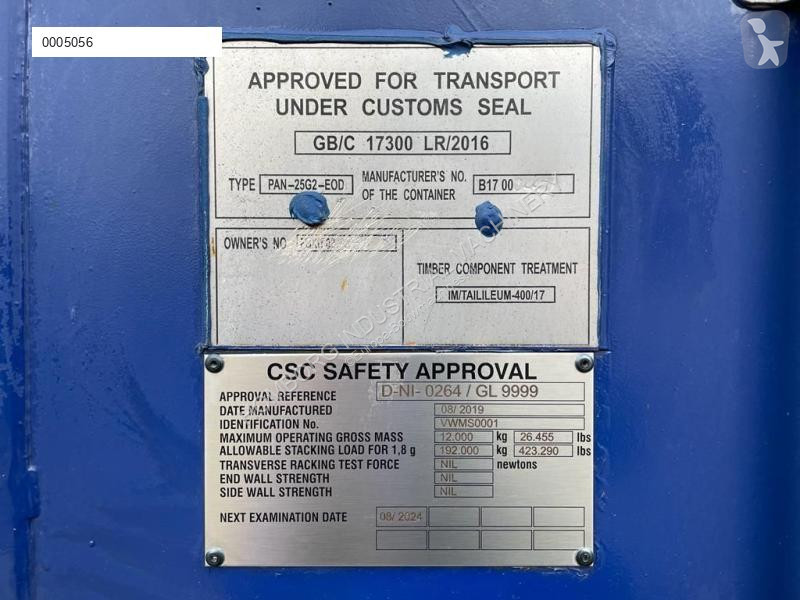 0005056
APPROVED FOR TRANSPORT
UNDER CUSTOMS SEAL
GB/C 17300 LR/2016
TYPE PAN-25G2-EOD MANUFACTURER'S NO. OF THE CONTAINER B17 00
OWNER'S NO
TIMBER COMPONENT TREATMENT
IM/TAILILEUM-400/17
CSC SAFETY APPROVAL
APPROVAL REFERENCE D-NI- 0264 / GL 9999
DATE MANUFACTURED 08/ 2019
IDENTIFICATION No. VWMS0001
MAXIMUM OPERATING GROSS MASS 12.000 kg 26.455 lbs
ALLOWABLE STACKING LOAD FOR 1,8 g 192.000 kg 423.290 lbs
TRANSVERSE RACKING TEST FORCE NIL newtons
END WALL STRENGTH NIL
SIDE WALL STRENGTH NIL
NEXT EXAMINATION DATE 08/ 2024